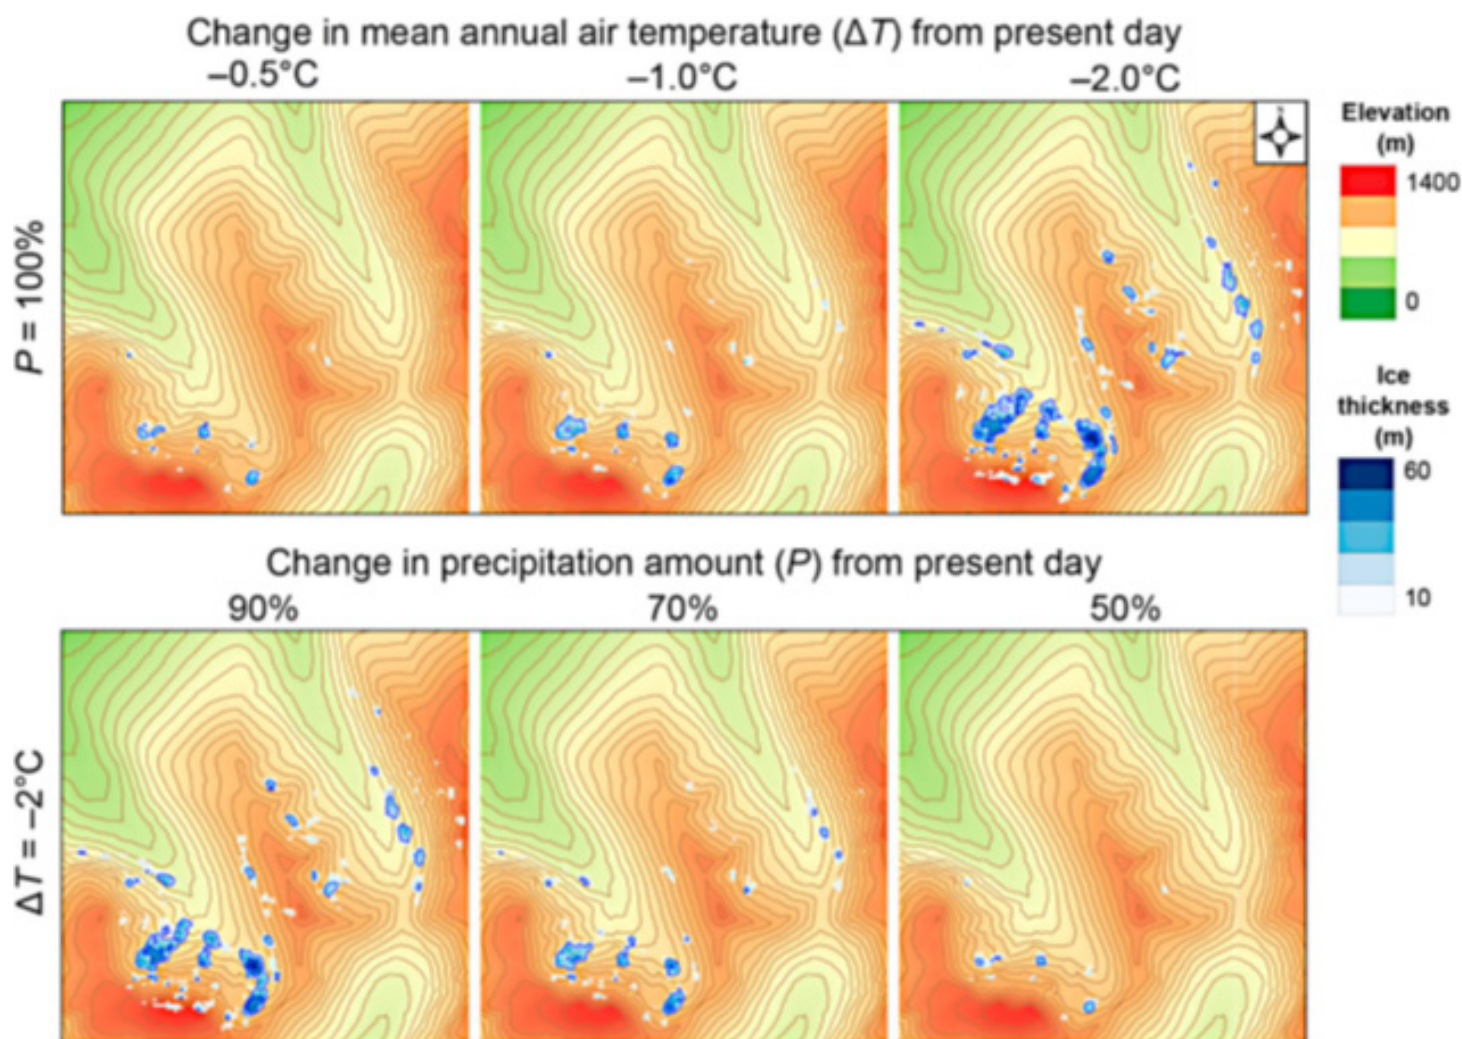 Change in mean annual air temperature (ΔT) from present day
–0.5°C
–1.0°C
–2.0°C
P = 100%
Elevation
(m)
1400
0
Ice
thickness
(m)
60
10
Change in precipitation amount (P) from present day
90%
70%
50%
ΔT = –2°C